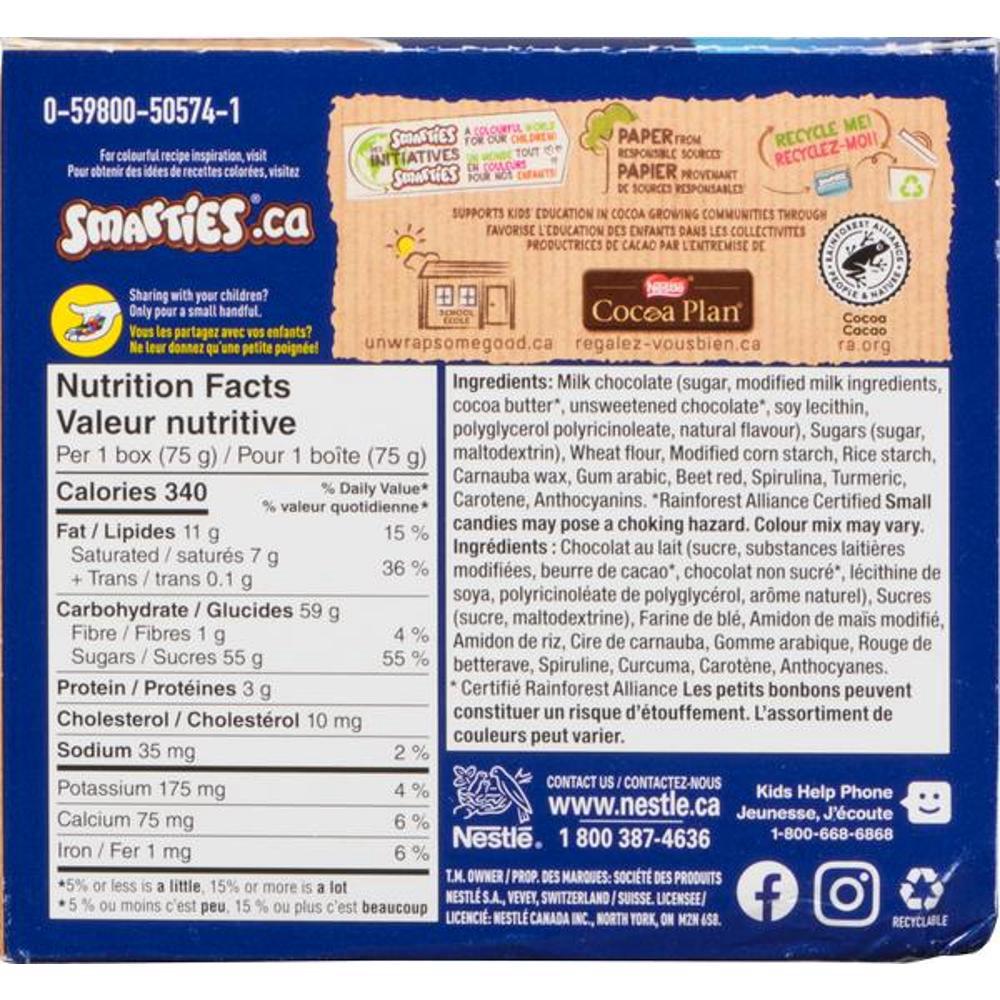 0-59800-50574-1
For colourful recipe inspiration, visit
Pour obtenir des idées de recettes colorées, visitez
SMARTIES®.ca
Sharing with your children?
Only pour a small handful.
Vous les partagez avec vos enfants?
Ne leur donnez qu'une petite poignée!
SMARTIES
INITIATIVES
SMARTIES
A COLOURFUL WORLD
FOR OUR CHILDREN!
UN MONDE TOUT
EN COULEURS
POUR NOS ENFANTS!
PAPER FROM
RESPONSIBLE SOURCES
PAPIER PROVENANT
DE SOURCES RESPONSABLES
RECYCLE ME!
RECYCLEZ-MOI!
SUPPORTS KIDS' EDUCATION IN COCOA GROWING COMMUNITIES THROUGH
FAVORISE L'ÉDUCATION DES ENFANTS DANS LES COLLECTIVITÉS
PRODUCTRICES DE CACAO PAR L'ENTREMISE DE
SCHOOL
ÉCOLE
Nestlé
Cocoa Plan®
unwrapsomegood.ca regalez-vousbien.ca
RAINFOREST ALLIANCE
PEOPLE & NATURE
Cocoa
Cacao
ra.org
Nutrition Facts
Valeur nutritive
Per 1 box (75 g) / Pour 1 boîte (75 g)
Calories 340
% Daily Value*
% valeur quotidienne*
Fat / Lipides 11 g 15 %
Saturated / saturés 7 g
+ Trans / trans 0.1 g 36 %
Carbohydrate / Glucides 59 g
Fibre / Fibres 1 g 4 %
Sugars / Sucres 55 g 55 %
Protein / Protéines 3 g
Cholesterol / Cholestérol 10 mg
Sodium 35 mg 2 %
Potassium 175 mg 4 %
Calcium 75 mg 6 %
Iron / Fer 1 mg 6 %
*5% or less is a little, 15% or more is a lot
*5 % ou moins c'est peu, 15 % ou plus c'est beaucoup
Ingredients: Milk chocolate (sugar, modified milk ingredients,
cocoa butter*, unsweetened chocolate*, soy lecithin,
polyglycerol polyricinoleate, natural flavour), Sugars (sugar,
maltodextrin), Wheat flour, Modified corn starch, Rice starch,
Carnauba wax, Gum arabic, Beet red, Spirulina, Turmeric,
Carotene, Anthocyanins. *Rainforest Alliance Certified Small
candies may pose a choking hazard. Colour mix may vary.
Ingrédients : Chocolat au lait (sucre, substances laitières
modifiées, beurre de cacao*, chocolat non sucré*, lécithine de
soya, polyricinoléate de polyglycérol, arôme naturel), Sucres
(sucre, maltodextrine), Farine de blé, Amidon de maïs modifié,
Amidon de riz, Cire de carnauba, Gomme arabique, Rouge de
betterave, Spiruline, Curcuma, Carotène, Anthocyanes.
* Certifié Rainforest Alliance Les petits bonbons peuvent
constituer un risque d'étouffement. L'assortiment de
couleurs peut varier.
Nestlé®
CONTACT US / CONTACTEZ-NOUS
www.nestle.ca
1 800 387-4636
Kids Help Phone
Jeunesse, J'écoute
1-800-668-6868
T.M. OWNER / PROP. DES MARQUES: SOCIÉTÉ DES PRODUITS
NESTLÉ S.A., VEVEY, SWITZERLAND / SUISSE. LICENSEE/
LICENCIÉ: NESTLÉ CANADA INC., NORTH YORK, ON M2N 6S8.
RECYCLABLE